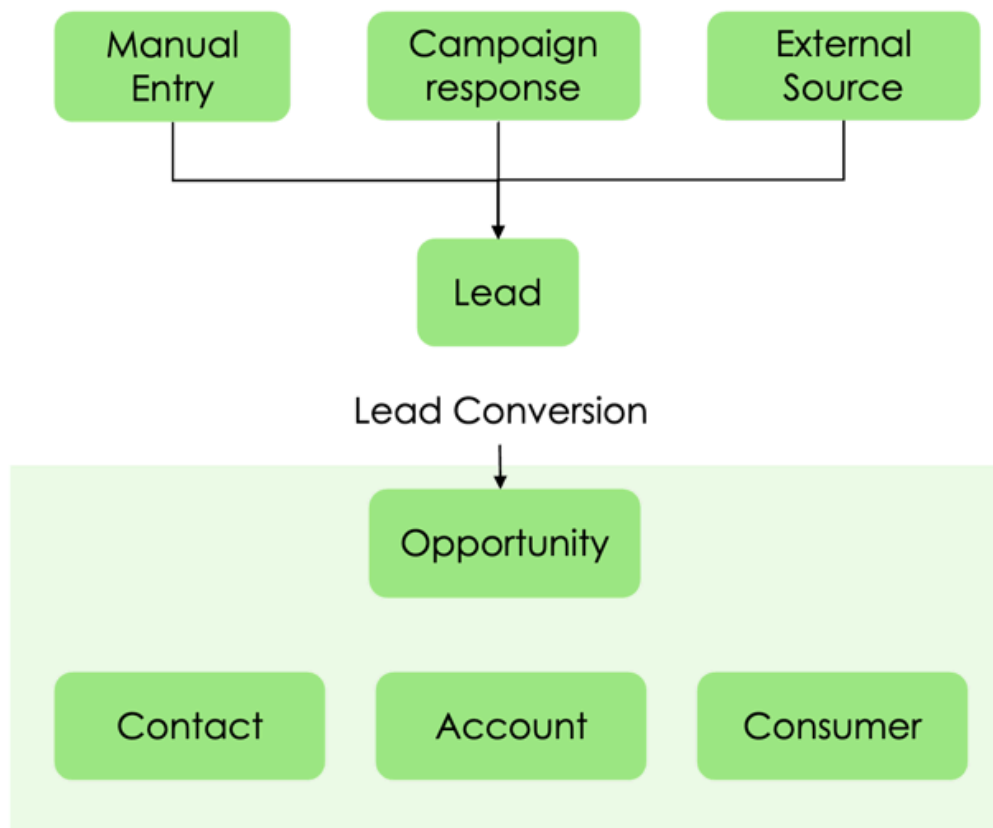 Manual
Entry
Campaign
response
External
Source
Lead
Lead Conversion
Opportunity
Contact
Account
Consumer